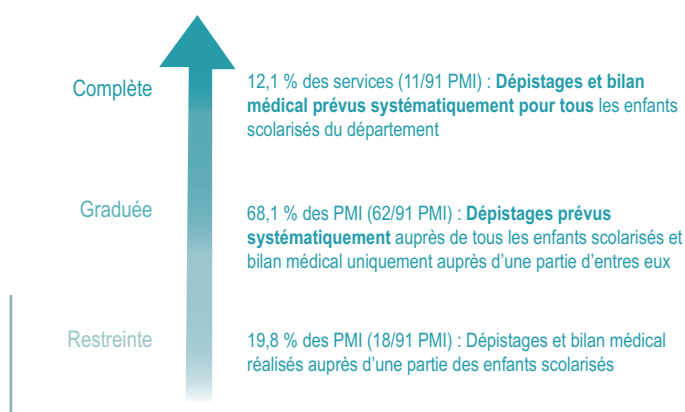 Complète
12,1 % des services (11/91 PMI) : Dépistages et bilan
médical prévus systématiquement pour tous les enfants
scolarisés du département
Graduée
68,1 % des PMI (62/91 PMI) : Dépistages prévus
systématiquement auprès de tous les enfants scolarisés et
bilan médical uniquement auprès d’une partie d’entres eux
Restreinte
19,8 % des PMI (18/91 PMI) : Dépistages et bilan médical
réalisés auprès d’une partie des enfants scolarisés